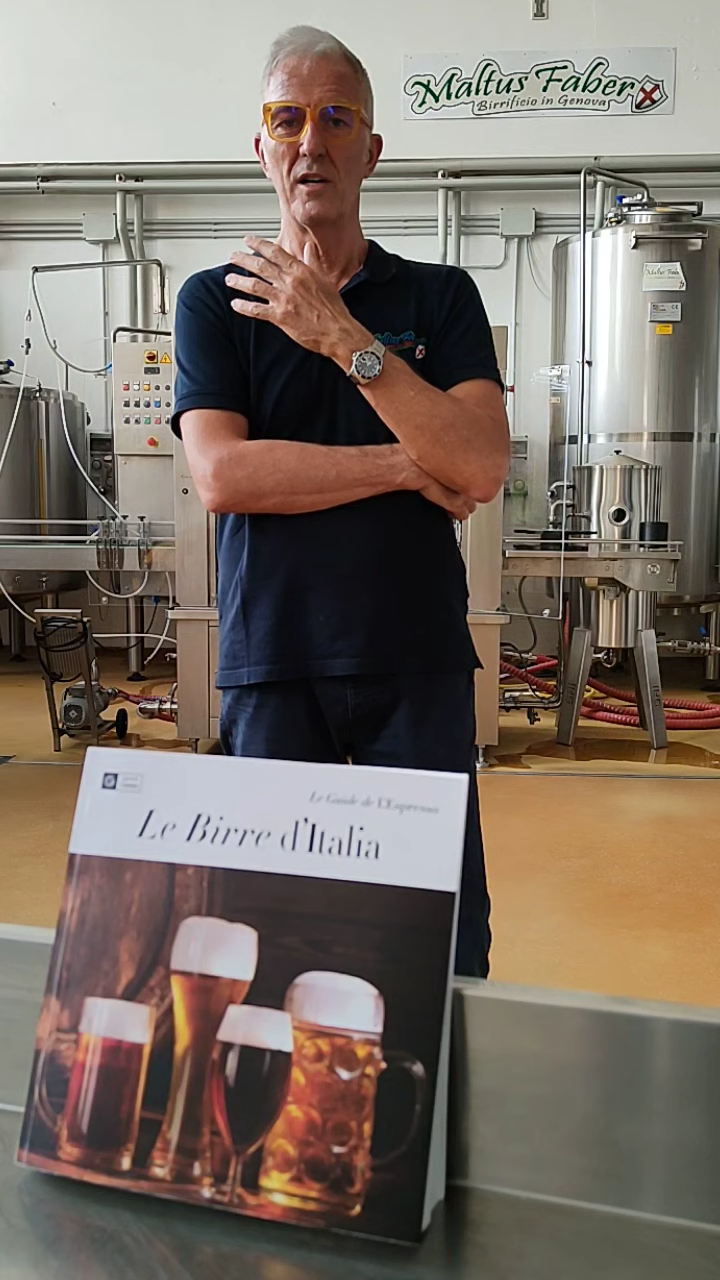 Maltus Faber
Birrificio in Genova
Le Guide de L'Espresso
Le Birre d'Italia